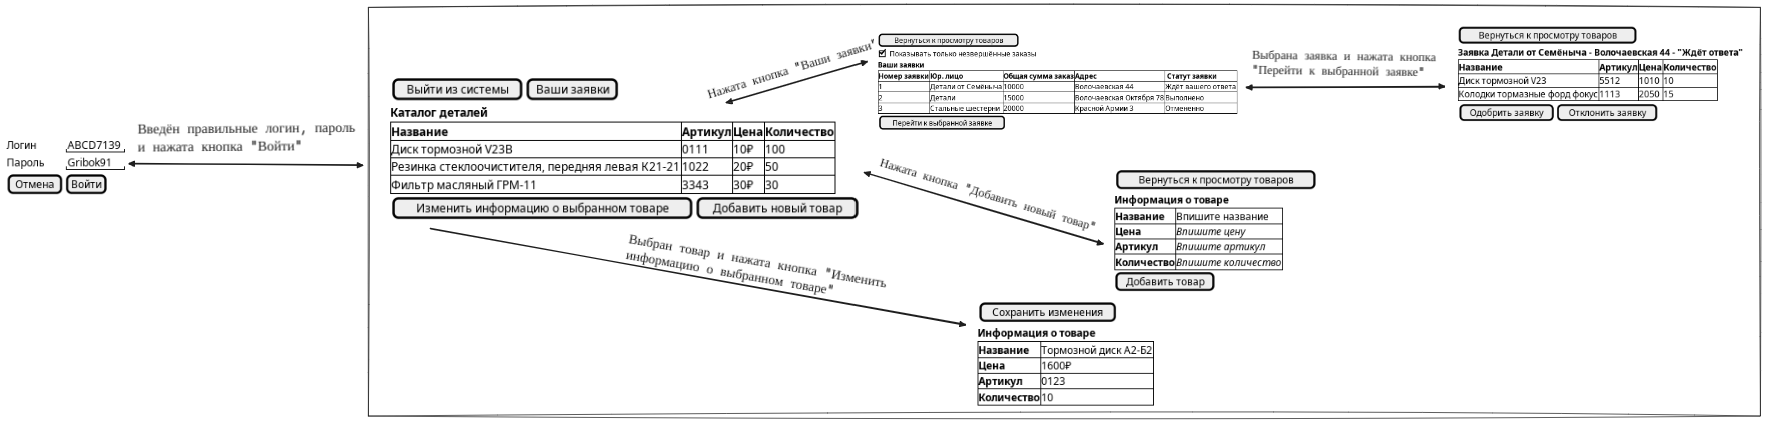 Логин ABCD7139
Пароль Gribok91
Отмена Войти
Введён правильные логин, пароль
и нажата кнопка "Войти"
Выйти из системы Ваши заявки
Каталог деталей
Название Артикул Цена Количество
Диск тормозной V23В 0111 10₽ 100
Резинка стеклоочистителя, передняя левая К21-21 1022 20₽ 50
Фильтр масляный ГРМ-11 3343 30₽ 30
Изменить информацию о выбранном товаре Добавить новый товар
Нажата кнопка "Ваши заявки"
Вернуться к просмотру товаров
Показывать только незвершённые заказы
Ваши заявки
Номер заявки Юр. лицо Общая сумма заказ Адрес Статут заявки
1 Детали от Семёныча 10000 Волочаевская 44 Ждёт вашего ответа
2 Детали 15000 Волочаевская Октября 78 Выполнено
3 Стальные шестерни 20000 Красной Армии 3 Отмененно
Перейти к выбранной заявке
Выбрана заявка и нажата кнопка
"Перейти к выбранной заявке"
Вернуться к просмотру товаров
Заявка Детали от Семёныча - Волочаевская 44 - "Ждёт ответа"
Название Артикул Цена Количество
Диск тормозной V23 5512 1010 10
Колодки тормазные форд фокус 1113 2050 15
Одобрить заявку Отклонить заявку
Нажата кнопка "Добавить новый товар"
Вернуться к просмотру товаров
Информация о товаре
Название Впишите название
Цена Впишите цену
Артикул Впишите артикул
Количество Впишите количество
Добавить товар
Выбран товар и нажата кнопка "Изменить
информацию о выбранном товаре"
Сохранить изменения
Информация о товаре
Название Тормозной диск А2-Б2
Цена 1600₽
Артикул 0123
Количество 10